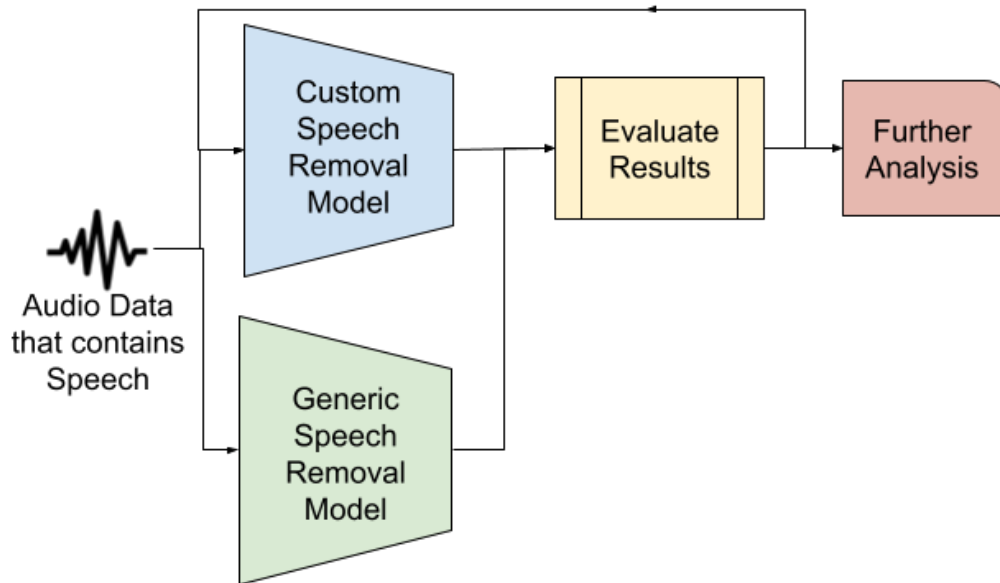 Custom
Speech
Removal
Model
Evaluate
Results
Further
Analysis
Audio Data
that contains
Speech
Generic
Speech
Removal
Model